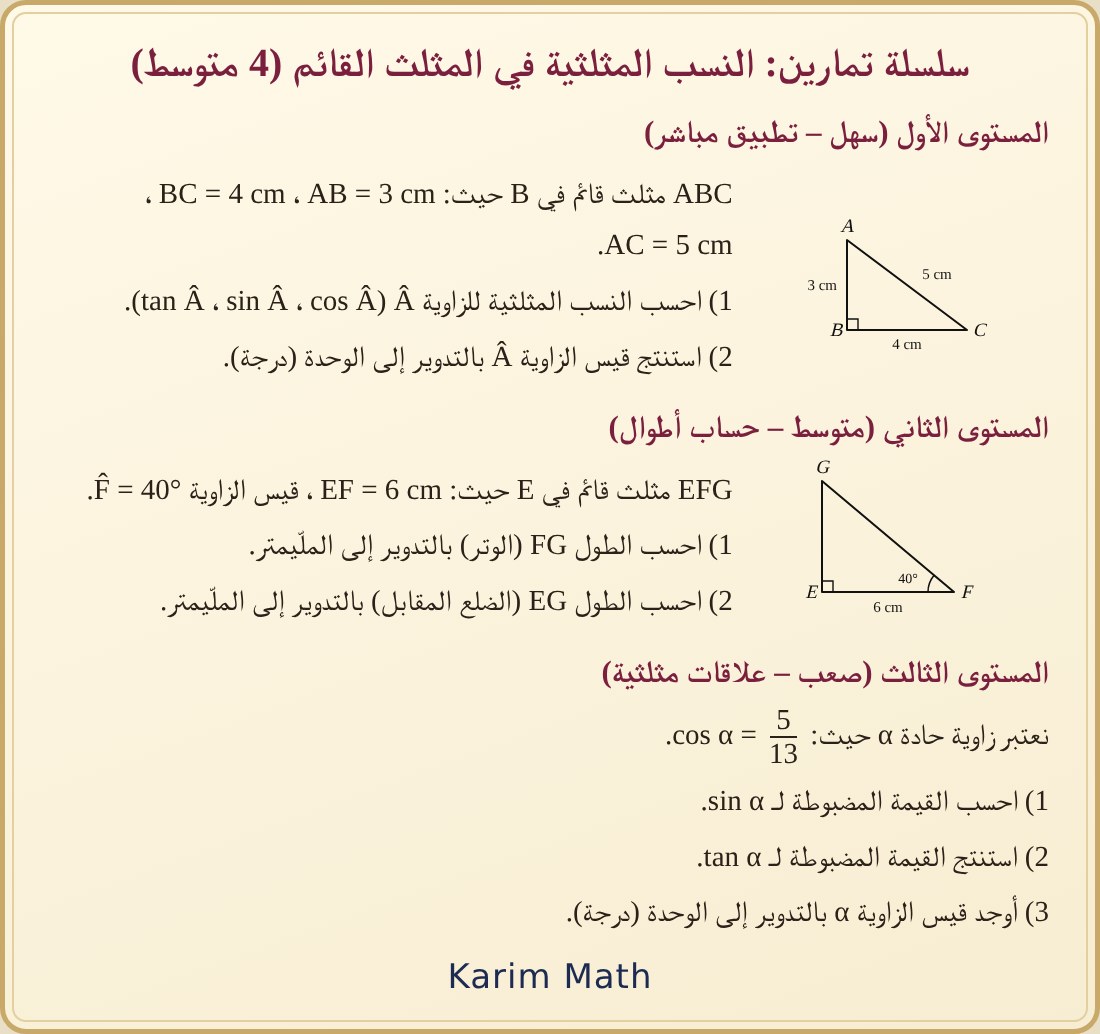 سلسلة تمارين: النسب المثلثية في المثلث القائم (4 متوسط)
المستوى الأول (سهل – تطبيق مباشر)
ABC مثلث قائم في B حيث: AB = 3 cm ، BC = 4 cm ،
AC = 5 cm.
1) احسب النسب المثلثية للزاوية Â (cos Â ، sin Â ، tan Â).
2) استنتج قيس الزاوية Â بالتدوير إلى الوحدة (درجة).
A
3 cm
5 cm
B
C
4 cm
المستوى الثاني (متوسط – حساب أطوال)
EFG مثلث قائم في E حيث: EF = 6 cm ، قيس الزاوية F̂ = 40°.
1) احسب الطول FG (الوتر) بالتدوير إلى الملّيمتر.
2) احسب الطول EG (الضلع المقابل) بالتدوير إلى الملّيمتر.
G
40°
E
F
6 cm
المستوى الثالث (صعب – علاقات مثلثية)
نعتبر زاوية حادة α حيث: cos α = 5/13.
1) احسب القيمة المضبوطة لـ sin α.
2) استنتج القيمة المضبوطة لـ tan α.
3) أوجد قيس الزاوية α بالتدوير إلى الوحدة (درجة).
Karim Math